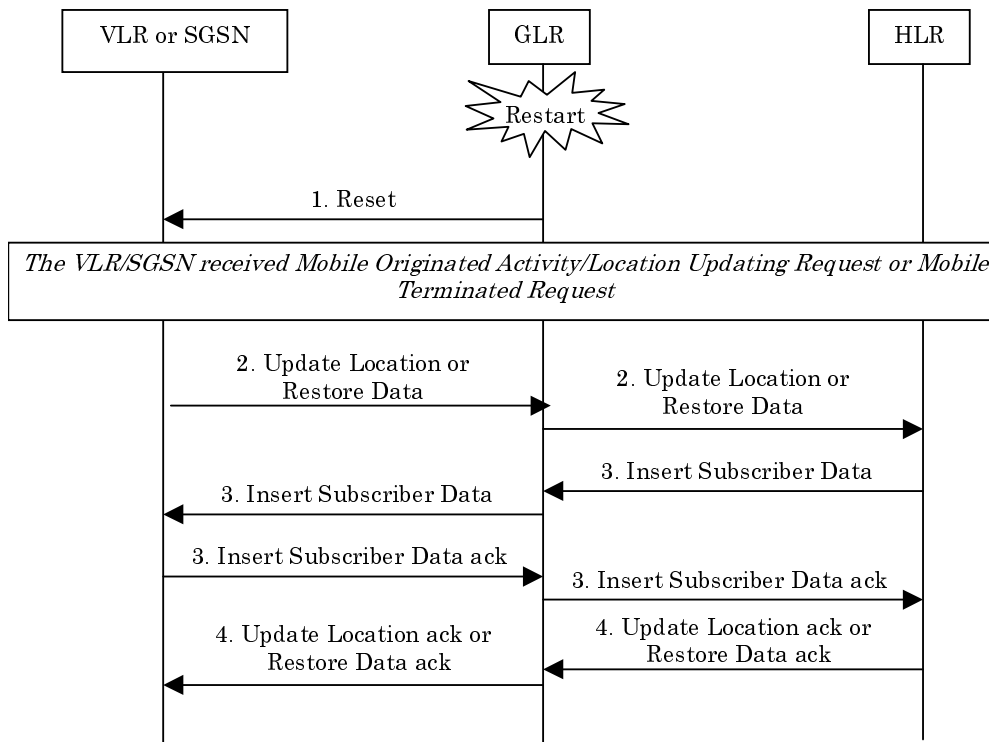 VLR or SGSN
GLR
HLR
Restart
1. Reset
The VLR/SGSN received Mobile Originated Activity/Location Updating Request or Mobile
Terminated Request
2. Update Location or
Restore Data
2. Update Location or
Restore Data
3. Insert Subscriber Data
3. Insert Subscriber Data
3. Insert Subscriber Data ack
3. Insert Subscriber Data ack
4. Update Location ack or
Restore Data ack
4. Update Location ack or
Restore Data ack